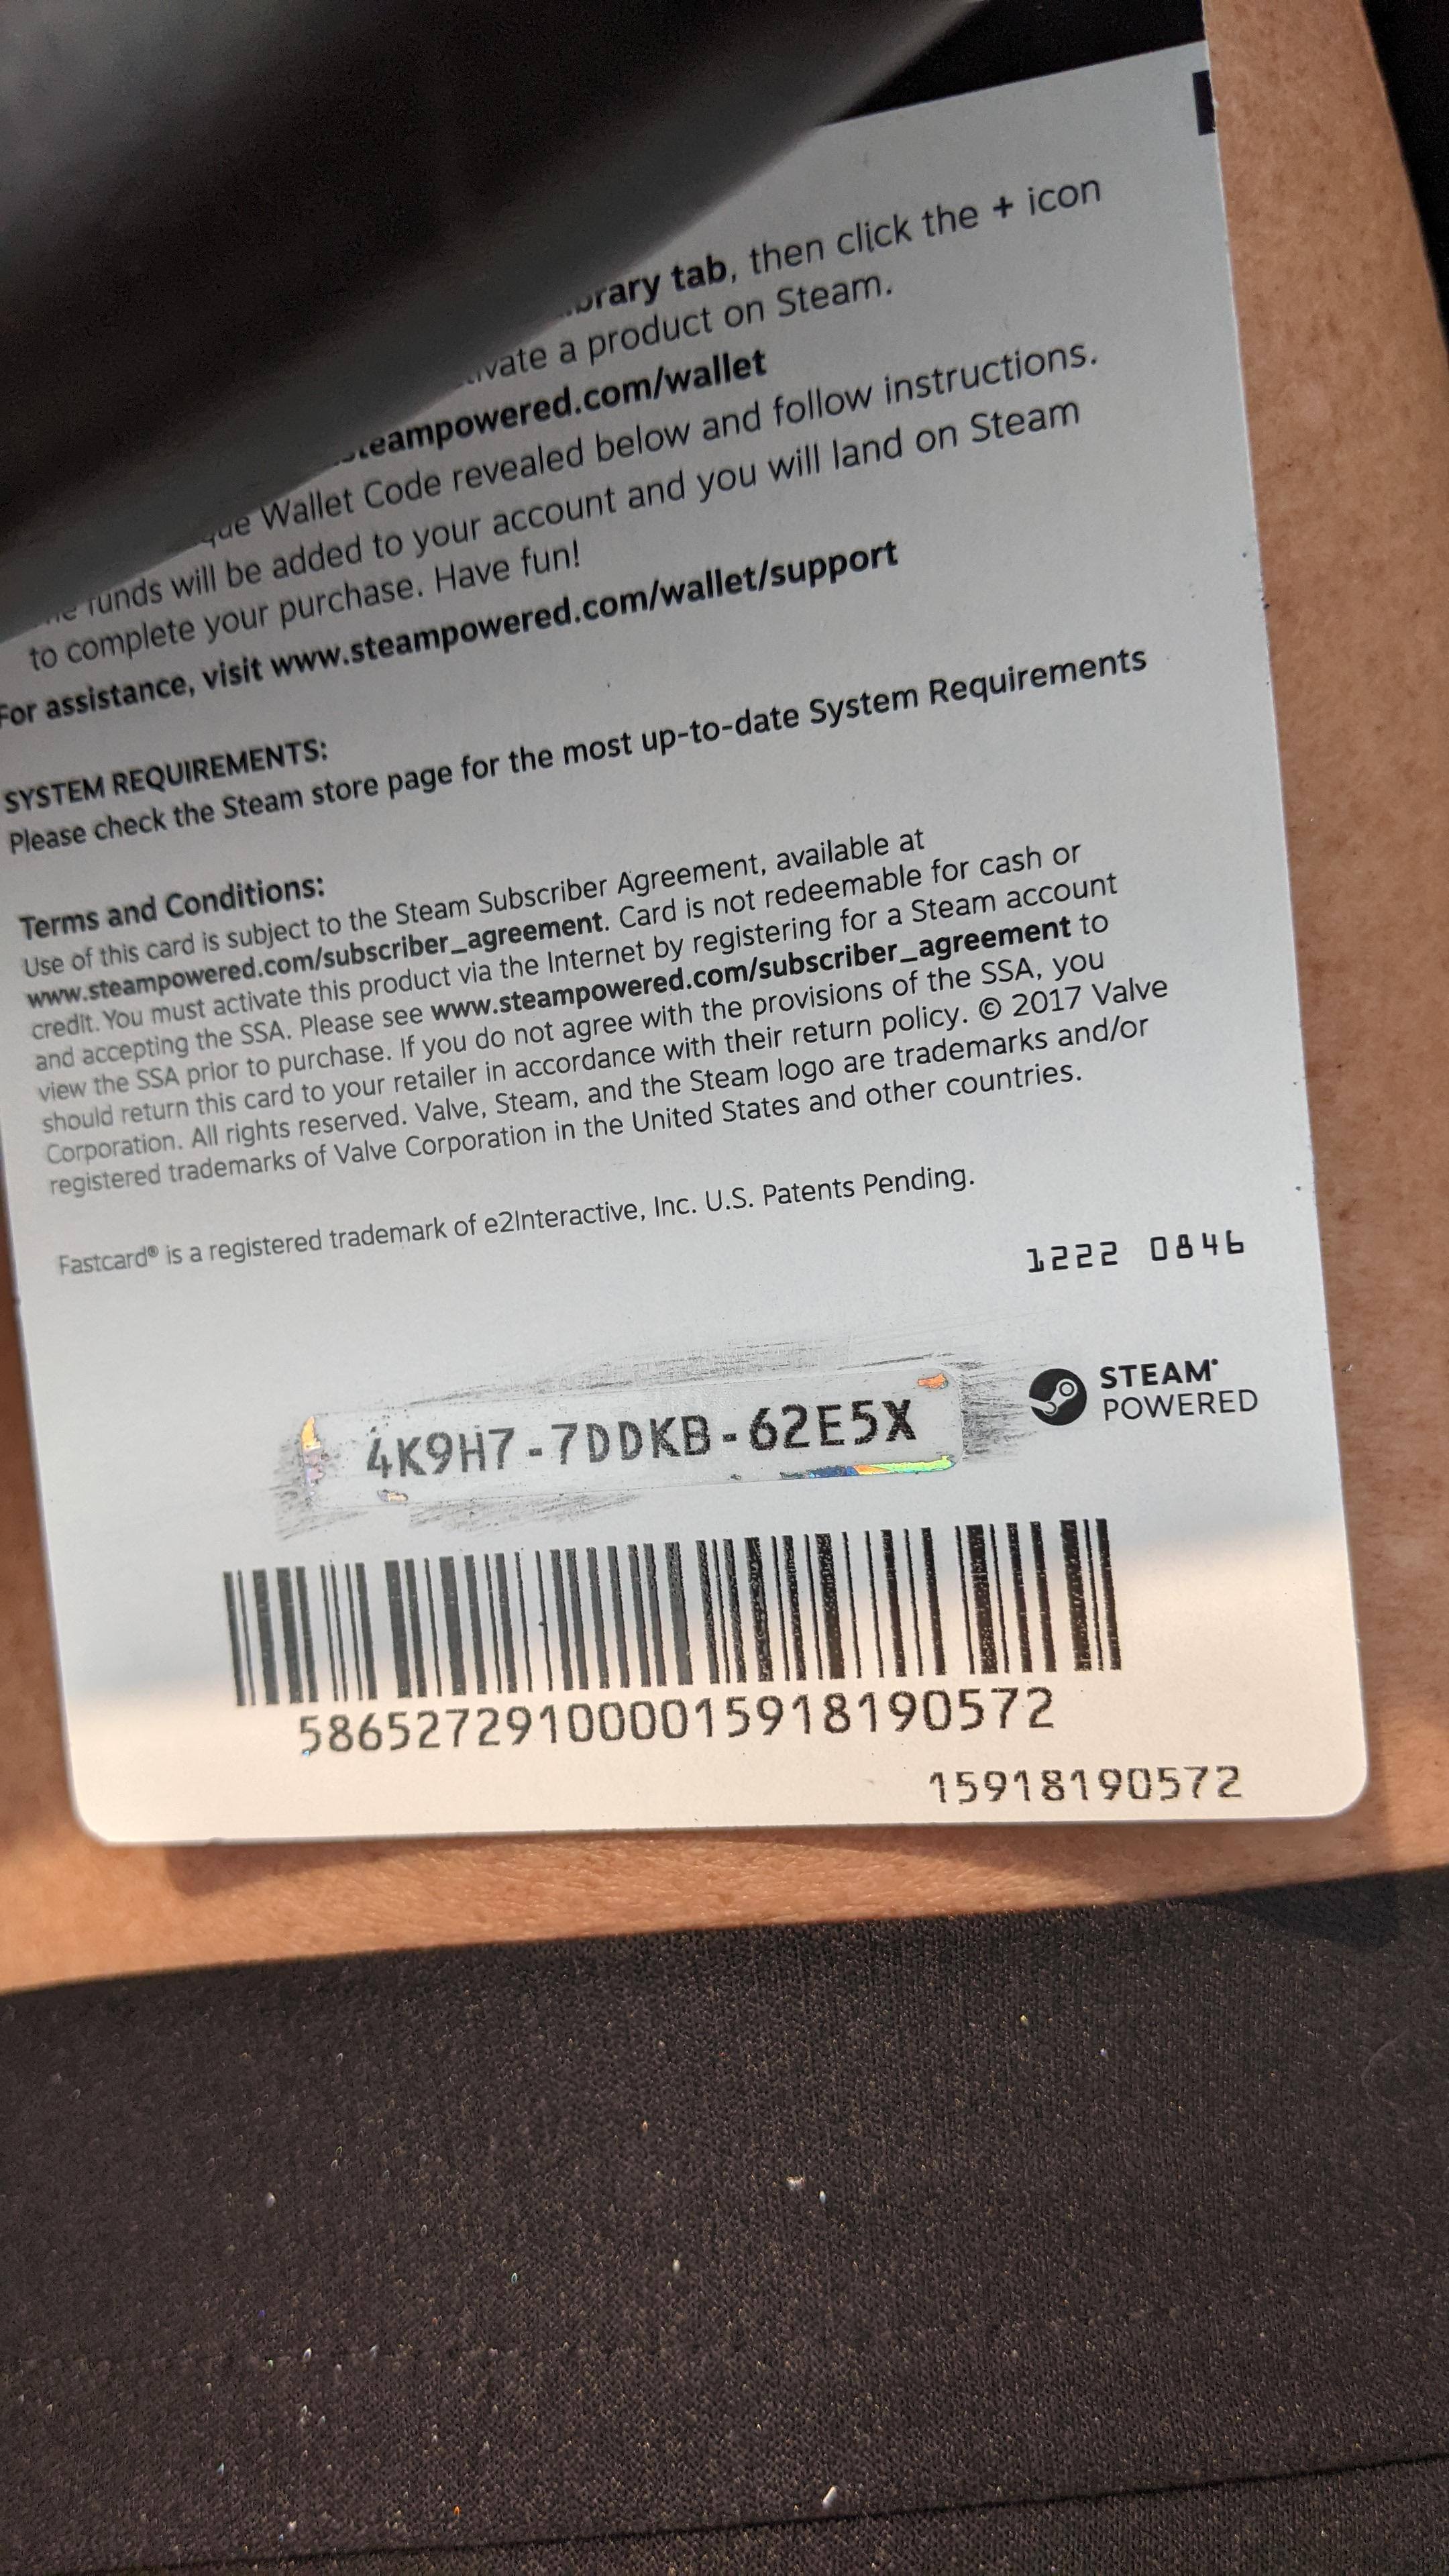 tab, then click the + icon
a product on Steam.
Wallet Code revealed below and follow instructions.
funds will be added to your account and you will land on Steam
to complete your purchase. Have fun!
For assistance, visit www.steampowered.com/wallet/support
SYSTEM REQUIREMENTS:
Please check the Steam store page for the most up-to-date System Requirements
Terms and Conditions:
Use of this card is subject to the Steam Subscriber Agreement, available at
www.steampowered.com/subscriber_agreement. Card is not redeemable for cash or
credit. You must activate this product via the Internet by registering for a Steam account
and accepting the SSA. Please see www.steampowered.com/subscriber_agreement to
view the SSA prior to purchase. If you do not agree with the provisions of the SSA, you
should return this card to your retailer in accordance with their return policy. © 2017 Valve
Corporation. All rights reserved. Valve, Steam, and the Steam logo are trademarks and/or
registered trademarks of Valve Corporation in the United States and other countries.
Fastcard® is a registered trademark of e2Interactive, Inc. U.S. Patents Pending.
1222 0846
STEAM®
POWERED
4K9H7-7DDKB-62E5X
586527291000015918190572
15918190572